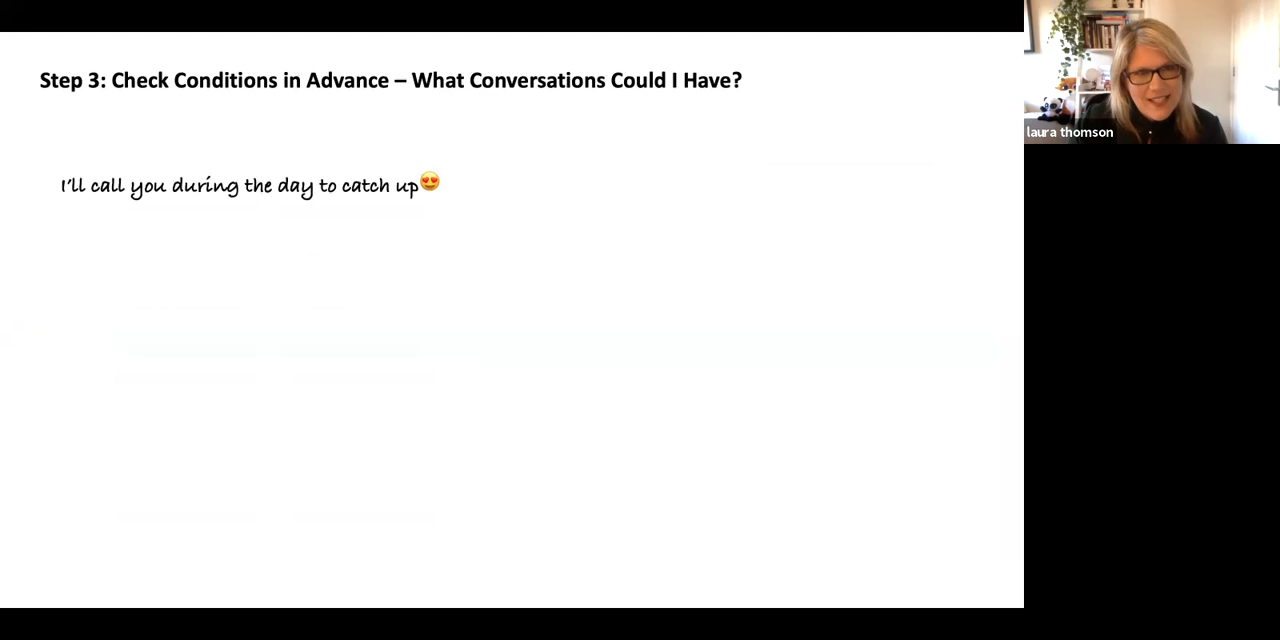 Step 3: Check Conditions in Advance – What Conversations Could I Have?
laura thomson
I'll call you during the day to catch up😍